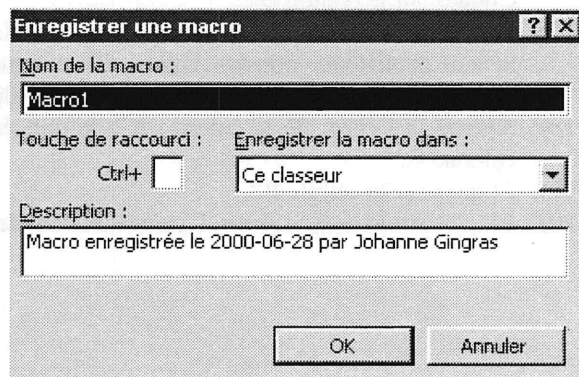 Enregistrer une macro ? X
Nom de la macro :
Macro1
Touche de raccourci : Enregistrer la macro dans :
Ctrl+ Ce classeur
Description :
Macro enregistrée le 2000-06-28 par Johanne Gingras
OK Annuler